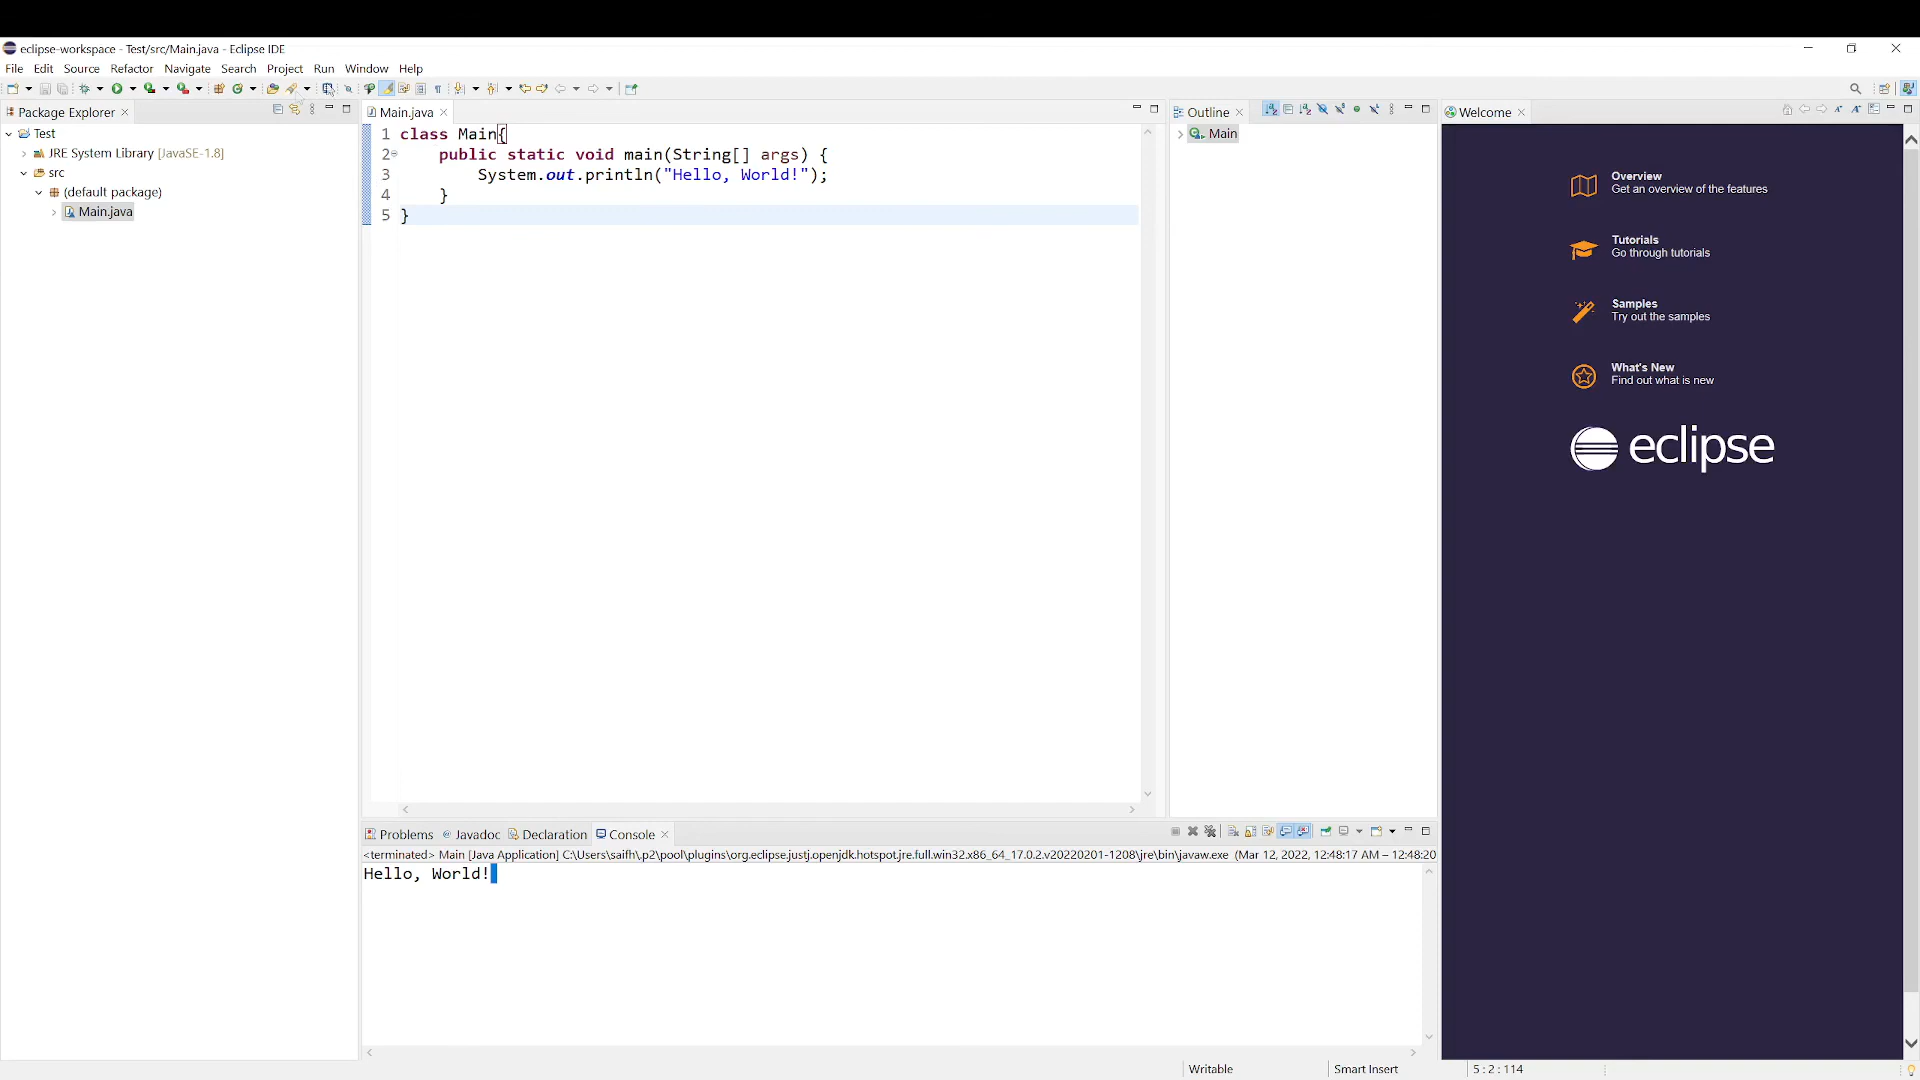 eclipse-workspace - Test/src/Main.java - Eclipse IDE
File Edit Source Refactor Navigate Search Project Run Window Help
Package Explorer
Test
JRE System Library [JavaSE-1.8]
src
(default package)
Main.java
Main.java
1 class Main{
2 public static void main(String[] args) {
3 System.out.println("Hello, World!");
4 }
5 }
Outline
Main
Welcome
Overview
Get an overview of the features
Tutorials
Go through tutorials
Samples
Try out the samples
What's New
Find out what is new
eclipse
Problems Javadoc Declaration Console
<terminated> Main [Java Application] C:\Users\saifh\.p2\pool\plugins\org.eclipse.justj.openjdk.hotspot.jre.full.win32.x86_64_17.0.2.v20220201-1208\jre\bin\javaw.exe (Mar 12, 2022, 12:48:17 AM – 12:48:20
Hello, World!
Writable Smart Insert 5 : 2 : 114